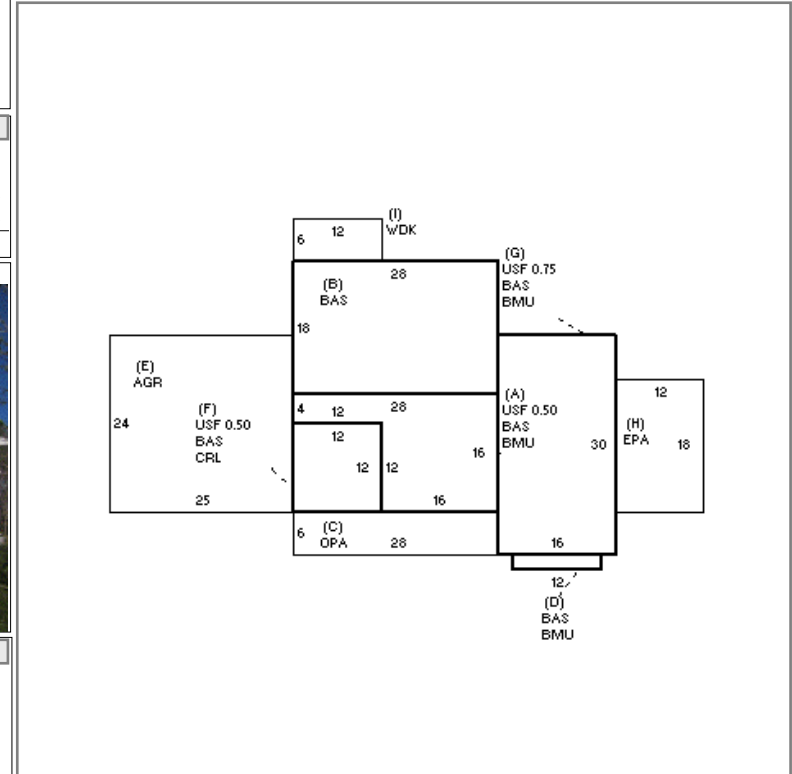 (I)
WDK
12
6
(G)
USF 0.75
BAS
BMU
28
(B)
BAS
18
(E)
AGR
12
(A)
USF 0.50
BAS
BMU
4
12
28
(F)
USF 0.50
BAS
CRL
24
(H)
EPA
12
16
30
18
12
12
25
16
6
(C)
OPA
28
16
12
(D)
BAS
BMU